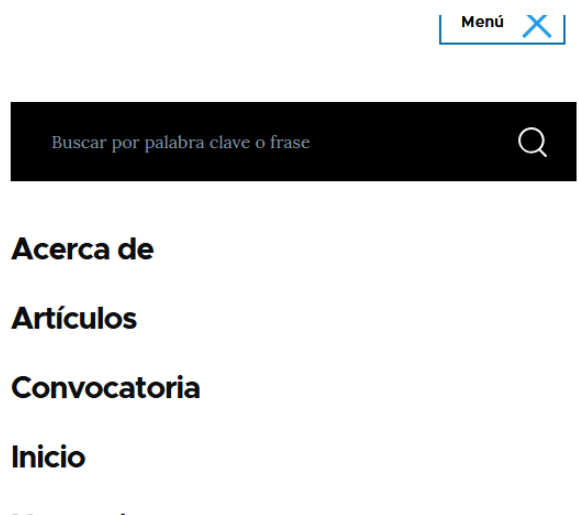 Menú
Buscar por palabra clave o frase
Acerca de
Artículos
Convocatoria
Inicio